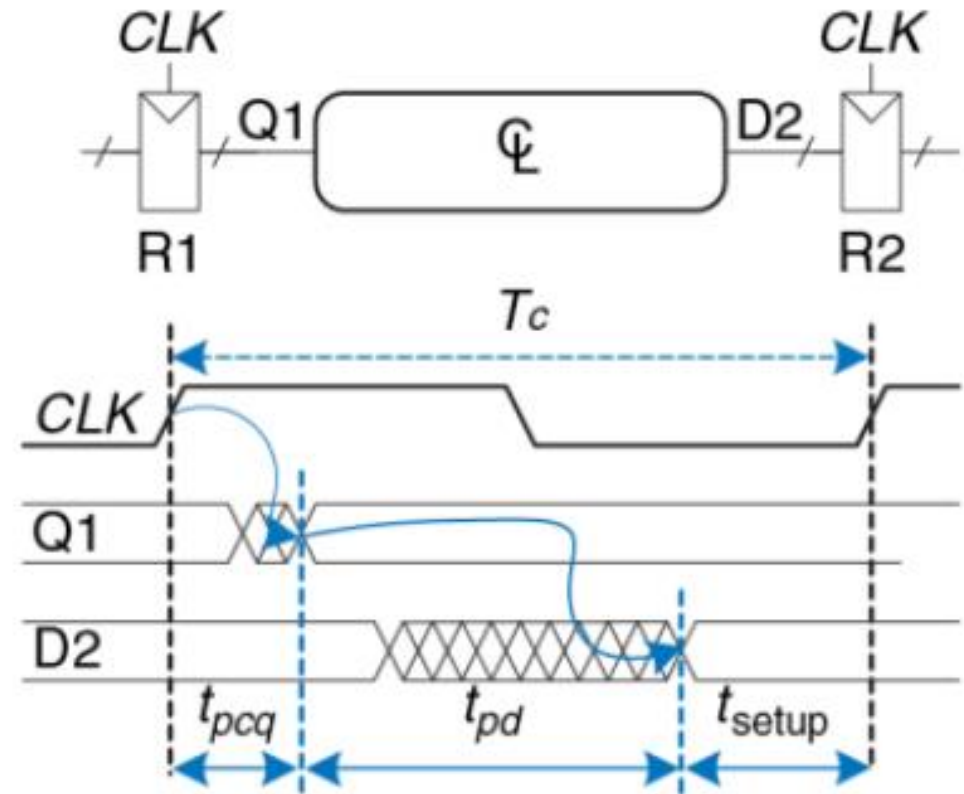 CLK CLK
Q1 CL D2
R1 R2
Tc
CLK
Q1
D2
tpcq tpd tsetup